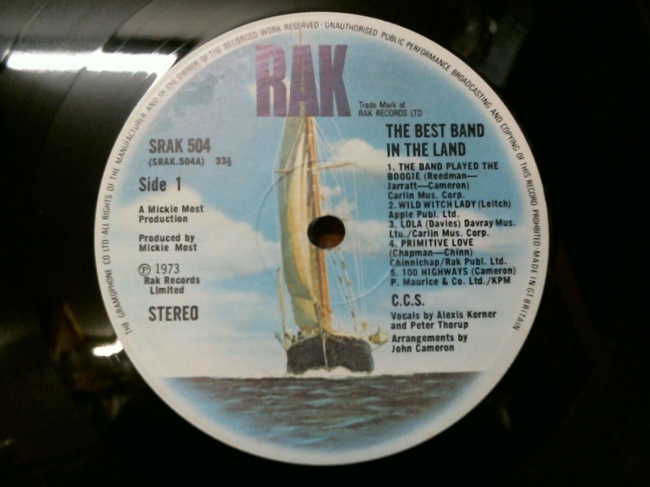 THE GRAMOPHONE CO LTD·ALL RIGHTS OF THE MANUFACTURER AND OF THE OWNER OF THE RECORDED WORK RESERVED·UNAUTHORISED PUBLIC PERFORMANCE BROADCASTING AND COPYING OF THIS RECORD PROHIBITED·MADE IN GT BRITAIN
RAK
Trade Mark of
RAK RECORDS LTD
SRAK 504
(SRAK.504A) 33⅓
Side 1
A Mickie Most
Production
Produced by
Mickie Most
Ⓟ 1973
Rak Records
Limited
STEREO
THE BEST BAND
IN THE LAND
1. THE BAND PLAYED THE
BOOGIE (Reedman—
Jarratt—Cameron)
Carlin Mus. Corp.
2. WILD WITCH LADY (Leitch)
Apple Publ. Ltd.
3. LOLA (Davies) Davray Mus.
Ltd./Carlin Mus. Corp.
4. PRIMITIVE LOVE
(Chapman—Chinn)
Chinnichap/Rak Publ. Ltd.
5. 100 HIGHWAYS (Cameron)
P. Maurice & Co. Ltd./KPM
C.C.S.
Vocals by Alexis Korner
and Peter Thorup
Arrangements by
John Cameron